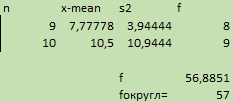 n x-mean s2 f
9 7,77778 3,94444 8
10 10,5 10,9444 9
f 56,8851
fокругл= 57